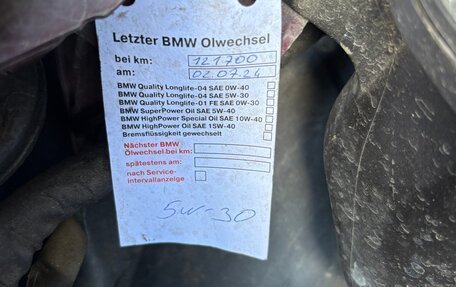 Letzter BMW Ölwechsel
bei km: 121.700
am: 02.07.24
BMW Quality Longlife-04 SAE 0W-40
BMW Quality Longlife-04 SAE 5W-30
BMW Quality Longlife-01 FE SAE 0W-30
BMW SuperPower Oil SAE 5W-40
BMW HighPower Special Oil SAE 10W-40
BMW HighPower Oil SAE 15W-40
Bremsflüssigkeit gewechselt
Nächster BMW
Ölwechsel bei km:
spätestens am:
nach Service-
intervallanzeige
5W-30